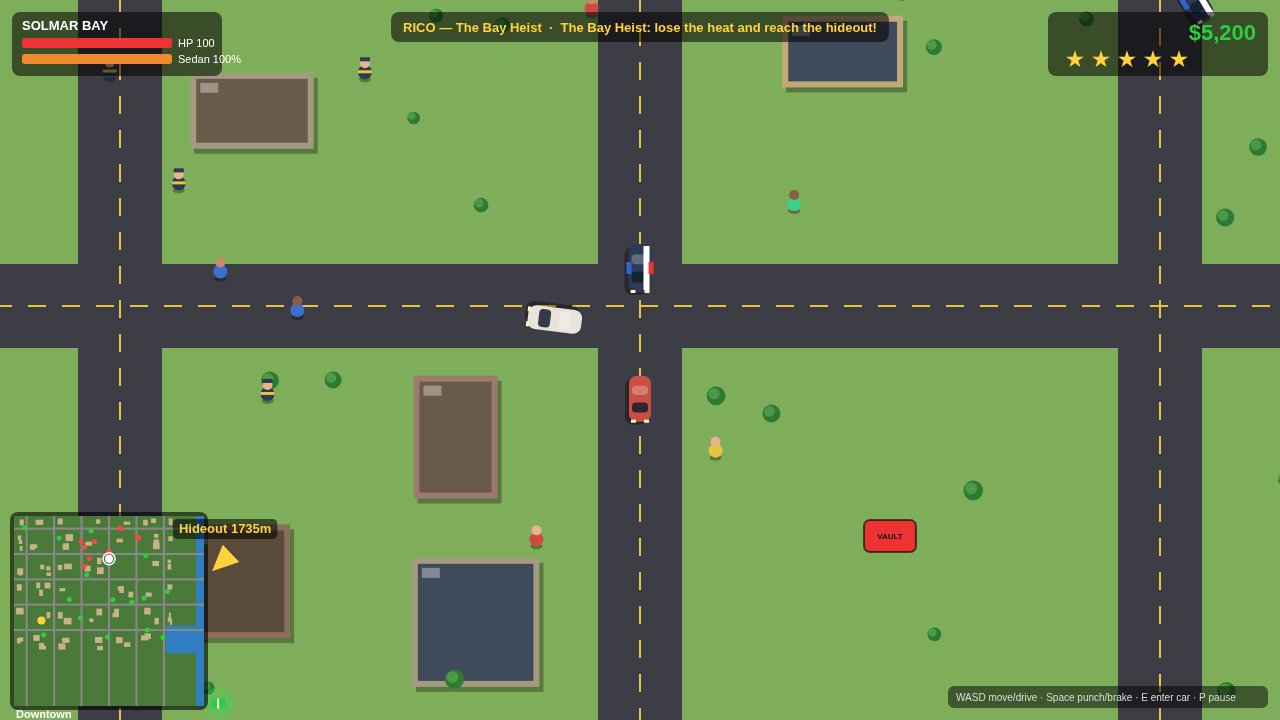 SOLMAR BAY
HP 100
Sedan 100%
RICO — The Bay Heist · The Bay Heist: lose the heat and reach the hideout!
$5,200
★ ★ ★ ★ ★
VAULT
Hideout 1735m
Downtown
WASD move/drive · Space punch/brake · E enter car · P pause